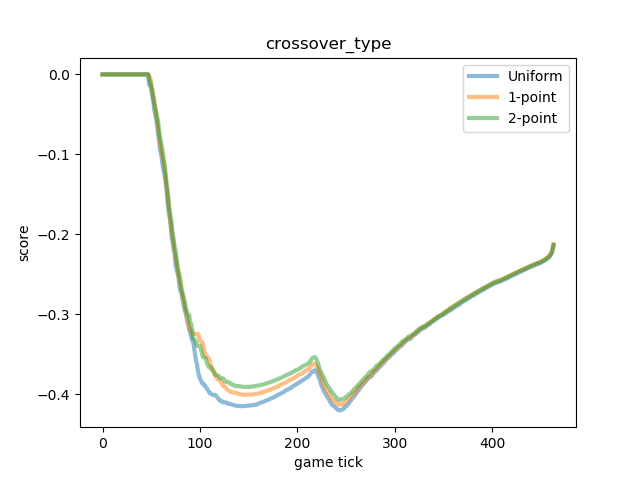 crossover_type
0.0
−0.1
−0.2
−0.3
−0.4
score
0
100
200
300
400
game tick
Uniform
1-point
2-point